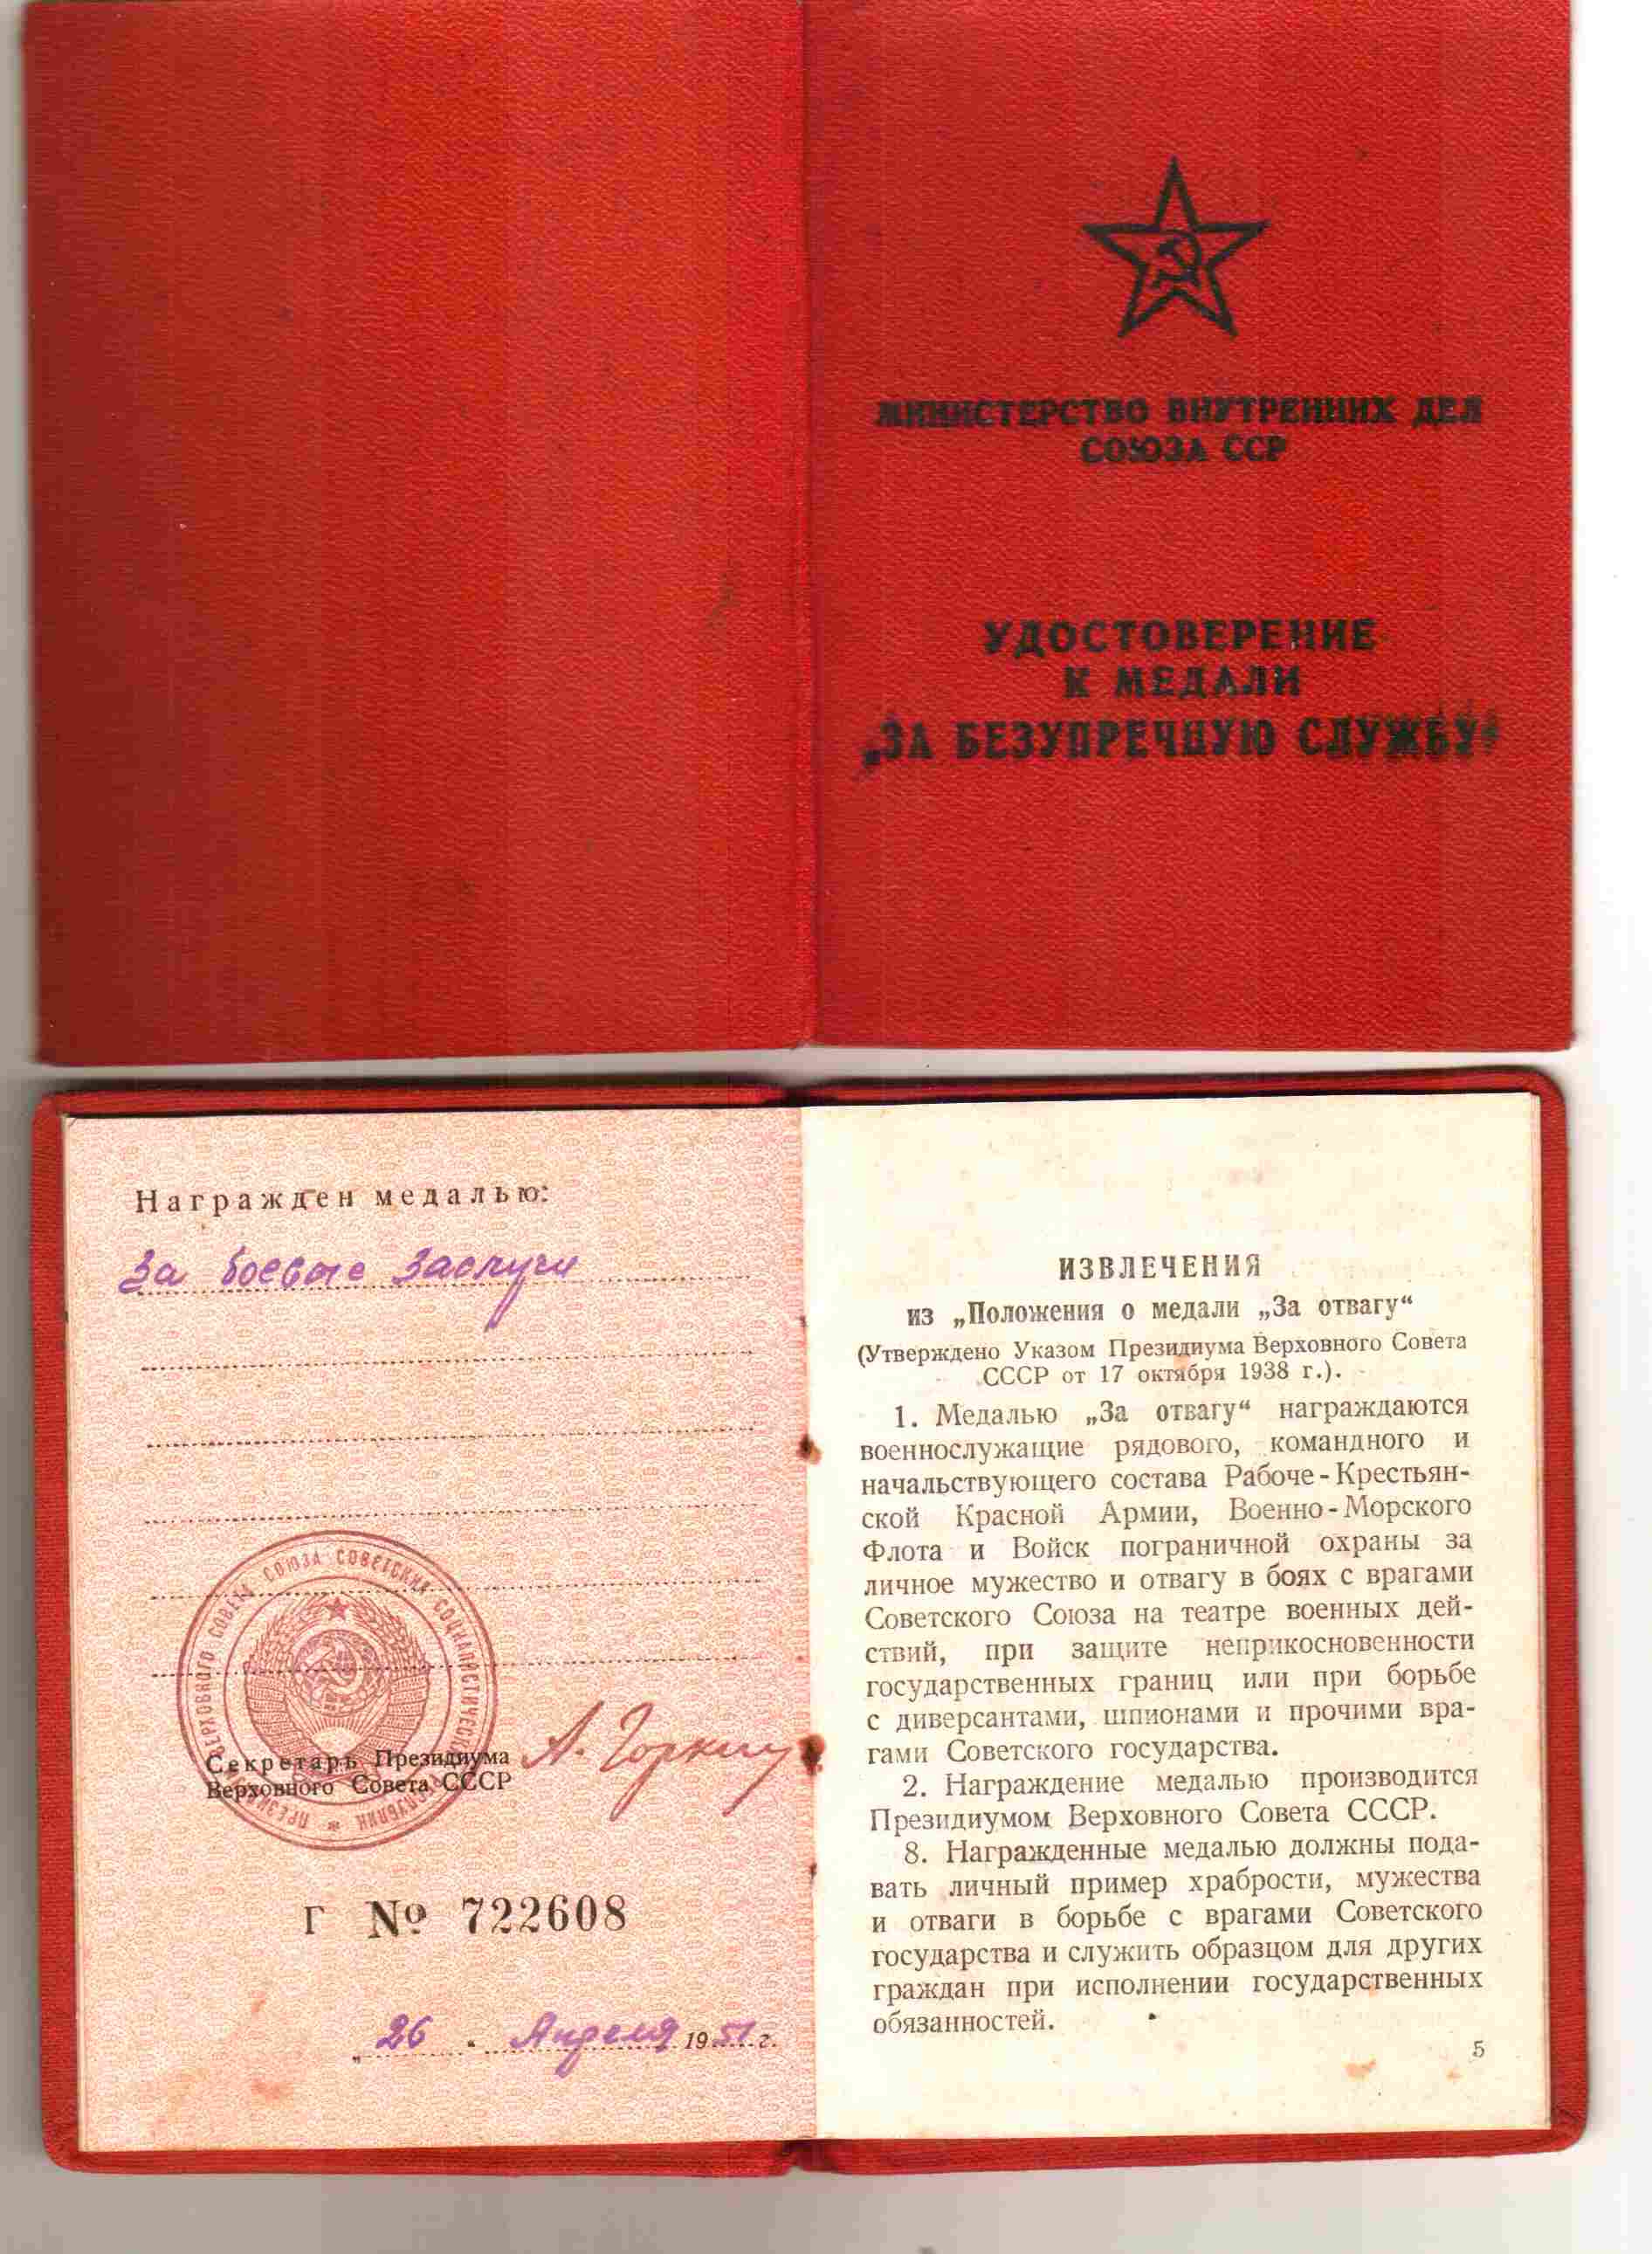 МИНИСТЕРСТВО ВНУТРЕННИХ ДЕЛ
СОЮЗА ССР
УДОСТОВЕРЕНИЕ
К МЕДАЛИ
„ЗА БЕЗУПРЕЧНУЮ СЛУЖБУ“
Награжден медалью:
За боевые заслуги
ВЕРХОВНОГО СОВЕТА СОЮЗА СОВЕТСКИХ СОЦИАЛИСТИЧЕСКИХ
Секретарь Президиума
Верховного Совета СССР
А. Горкин
Г № 722608
„26 “ Апреля 1951 г.
ИЗВЛЕЧЕНИЯ
из „Положения о медали „За отвагу“
(Утверждено Указом Президиума Верховного Совета
СССР от 17 октября 1938 г.).
1. Медалью „За отвагу“ награждаются
военнослужащие рядового, командного и
начальствующего состава Рабоче-Крестьян-
ской Красной Армии, Военно-Морского
Флота и Войск пограничной охраны за
личное мужество и отвагу в боях с врагами
Советского Союза на театре военных дей-
ствий, при защите неприкосновенности
государственных границ или при борьбе
с диверсантами, шпионами и прочими вра-
гами Советского государства.
2. Награждение медалью производится
Президиумом Верховного Совета СССР.
8. Награжденные медалью должны пода-
вать личный пример храбрости, мужества
и отваги в борьбе с врагами Советского
государства и служить образцом для других
граждан при исполнении государственных
обязанностей.
5